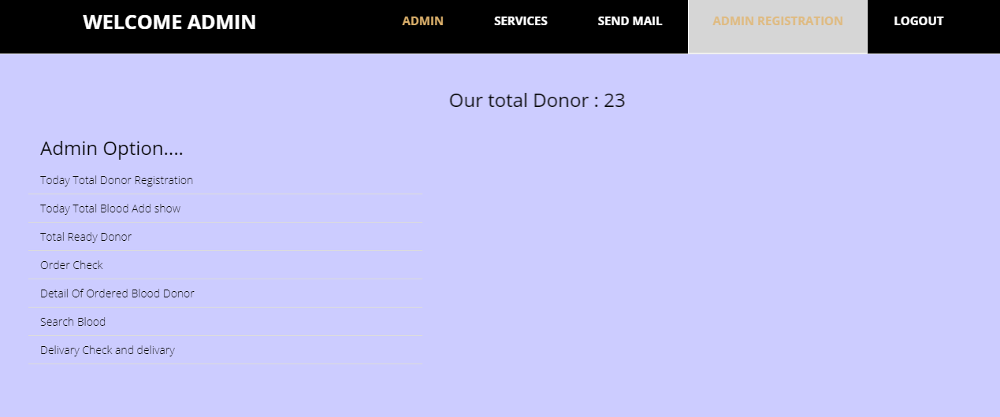 WELCOME ADMIN ADMIN SERVICES SEND MAIL ADMIN REGISTRATION LOGOUT
Our total Donor : 23
Admin Option....
Today Total Donor Registration
Today Total Blood Add show
Total Ready Donor
Order Check
Detail Of Ordered Blood Donor
Search Blood
Delivary Check and delivary